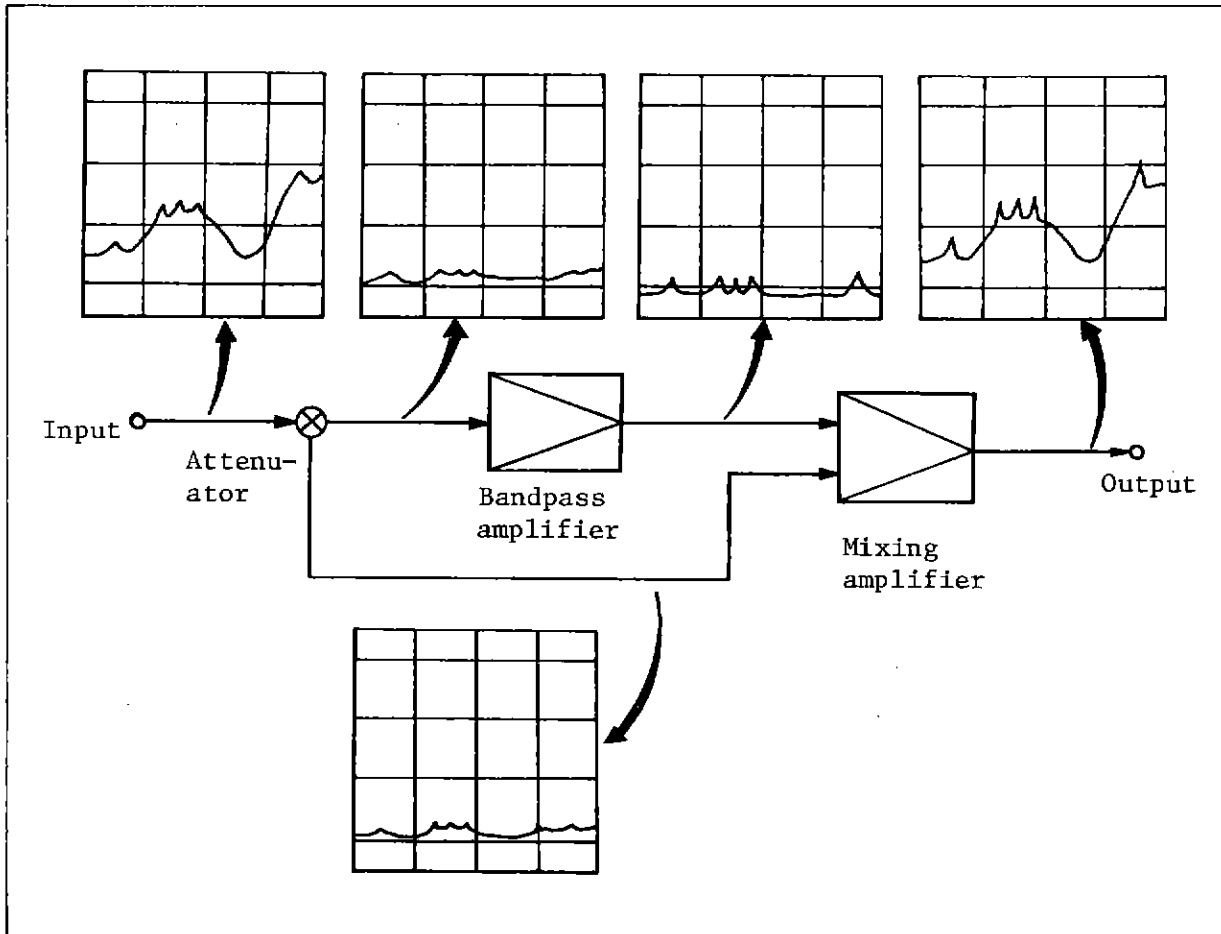 Input
Attenu-
ator
Bandpass
amplifier
Mixing
amplifier
Output